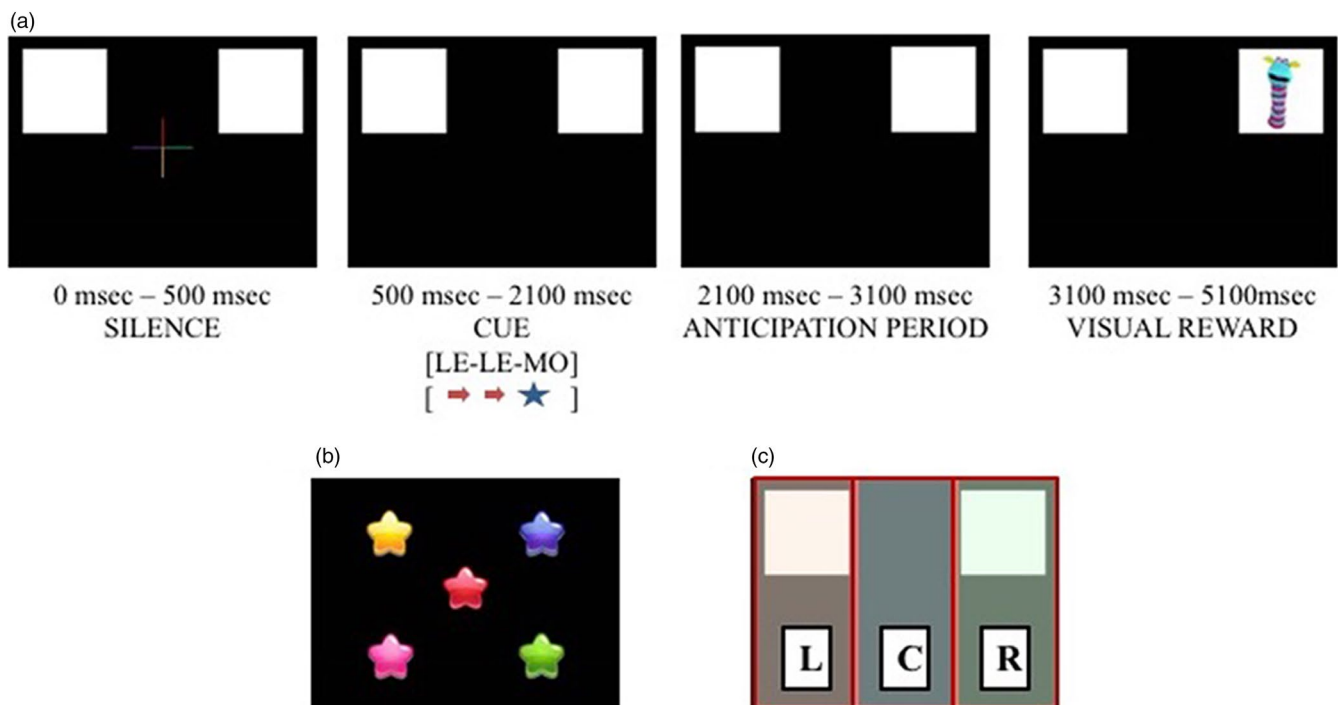 (a)
0 msec – 500 msec
SILENCE
500 msec – 2100 msec
CUE
[LE-LE-MO]
[ ]
2100 msec – 3100 msec
ANTICIPATION PERIOD
3100 msec – 5100msec
VISUAL REWARD
(b)
(c)
L C R